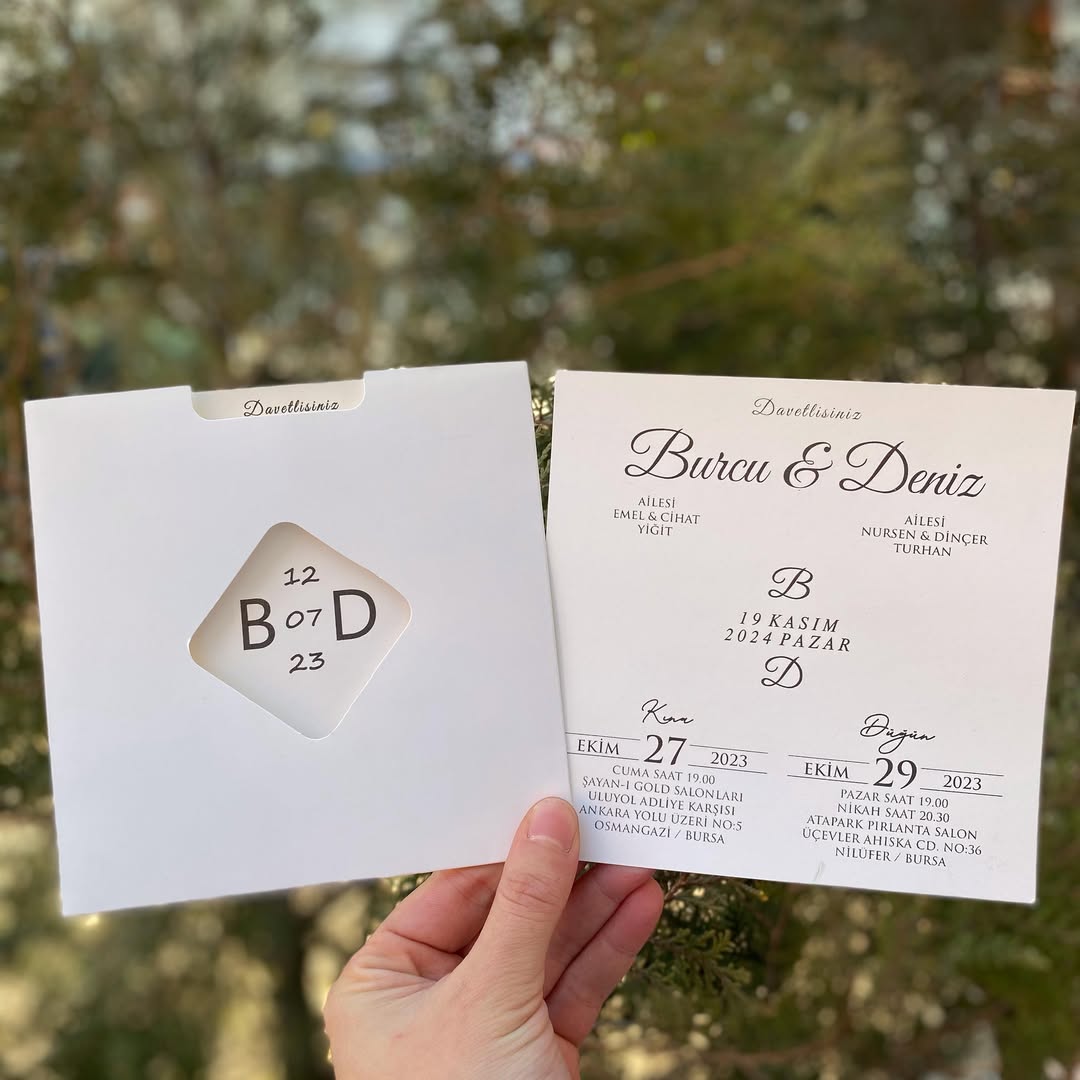 Davetlisiniz
12
B 07 D
23
Davetlisiniz
Burcu & Deniz
AİLESİ
EMEL & CİHAT
YİĞİT
AİLESİ
NURSEN & DİNÇER
TURHAN
B
19 KASIM
2024 PAZAR
D
Kına
EKİM 27 2023
CUMA SAAT 19.00
ŞAYAN-I GOLD SALONLARI
ULUYOL ADLİYE KARŞISI
ANKARA YOLU ÜZERİ NO:5
OSMANGAZİ / BURSA
Düğün
EKİM 29 2023
PAZAR SAAT 19.00
NİKAH SAAT 20.30
ATAPARK PIRLANTA SALON
ÜÇEVLER AHISKA CD. NO:36
NİLÜFER / BURSA